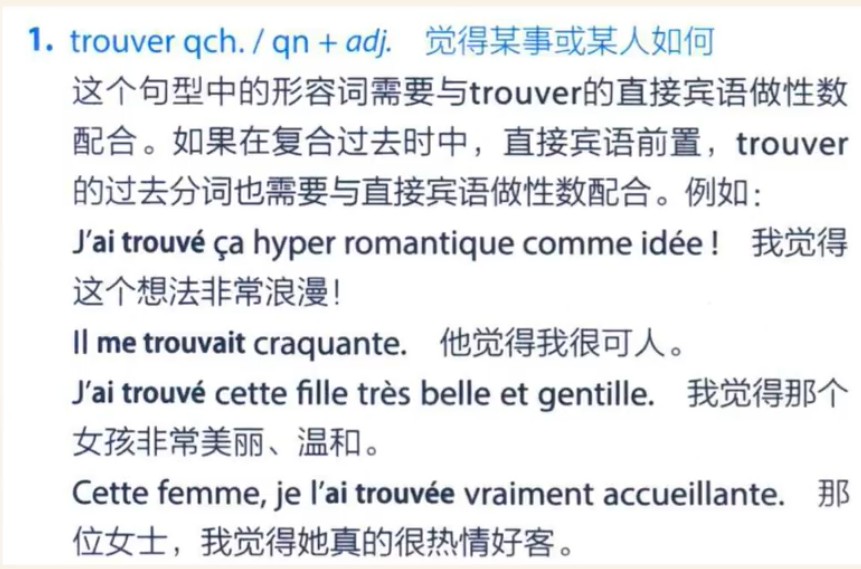 1. trouver qch. / qn + adj. 觉得某事或某人如何
这个句型中的形容词需要与trouver的直接宾语做性数
配合。如果在复合过去时中，直接宾语前置，trouver
的过去分词也需要与直接宾语做性数配合。例如：
J’ai trouvé ça hyper romantique comme idée ! 我觉得
这个想法非常浪漫！
Il me trouvait craquante. 他觉得我很可人。
J’ai trouvé cette fille très belle et gentille. 我觉得那个
女孩非常美丽、温和。
Cette femme, je l’ai trouvée vraiment accueillante. 那
位女士，我觉得她真的很热情好客。